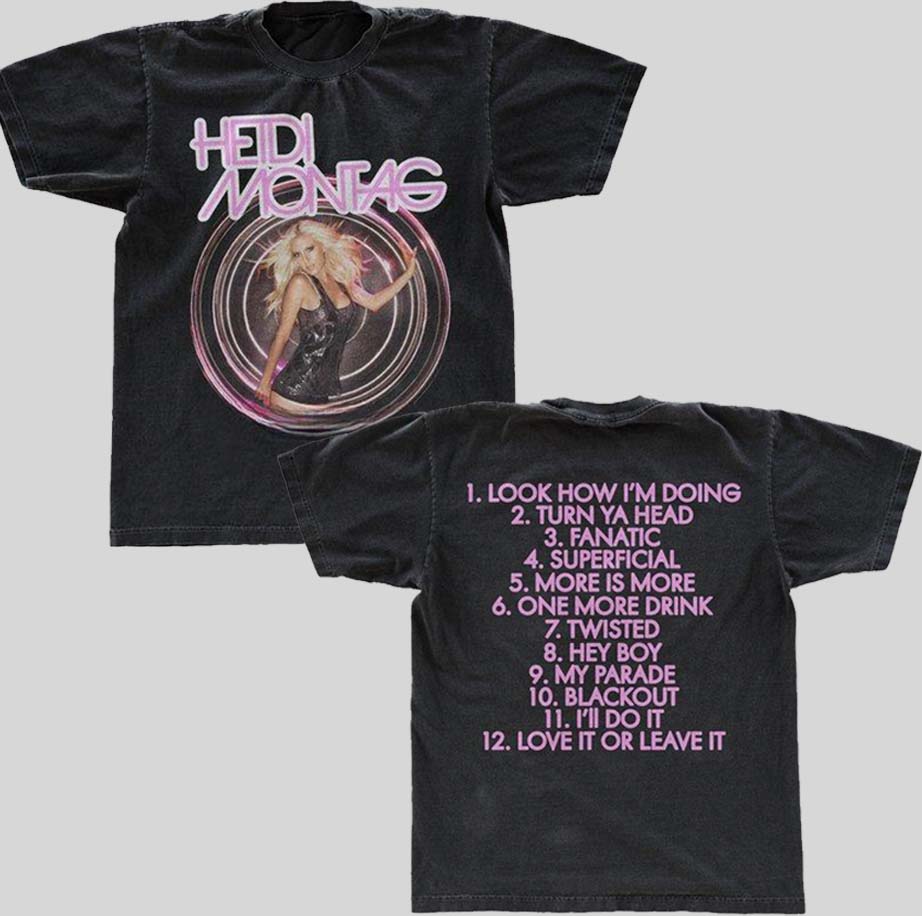 HEIDI
MONTAG
1. LOOK HOW I'M DOING
2. TURN YA HEAD
3. FANATIC
4. SUPERFICIAL
5. MORE IS MORE
6. ONE MORE DRINK
7. TWISTED
8. HEY BOY
9. MY PARADE
10. BLACKOUT
11. I'll DO IT
12. LOVE IT OR LEAVE IT